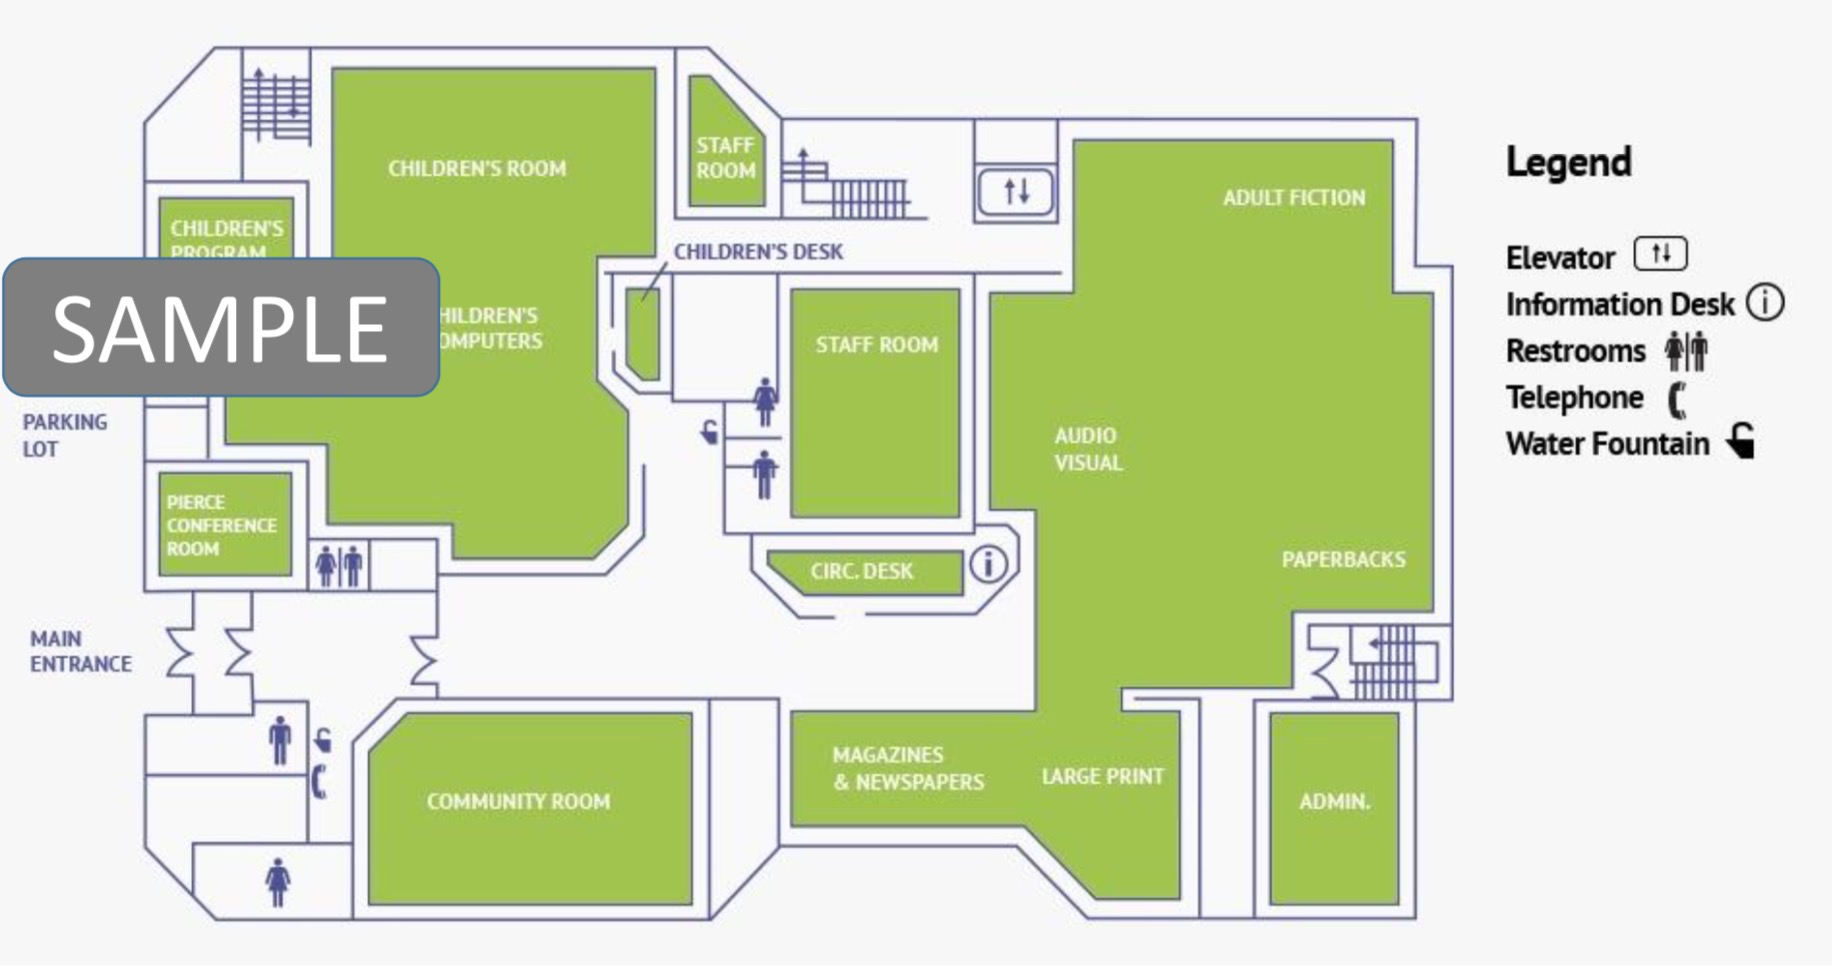 CHILDREN'S ROOM
STAFF
ROOM
ADULT FICTION
Legend
CHILDREN'S
PROGRAM
CHILDREN'S DESK
Elevator
Information Desk
SAMPLE
HILDREN'S
OMPUTERS
STAFF ROOM
Restrooms
Telephone
Water Fountain
PARKING
LOT
AUDIO
VISUAL
PIERCE
CONFERENCE
ROOM
CIRC. DESK
PAPERBACKS
MAIN
ENTRANCE
COMMUNITY ROOM
MAGAZINES
& NEWSPAPERS
LARGE PRINT
ADMIN.